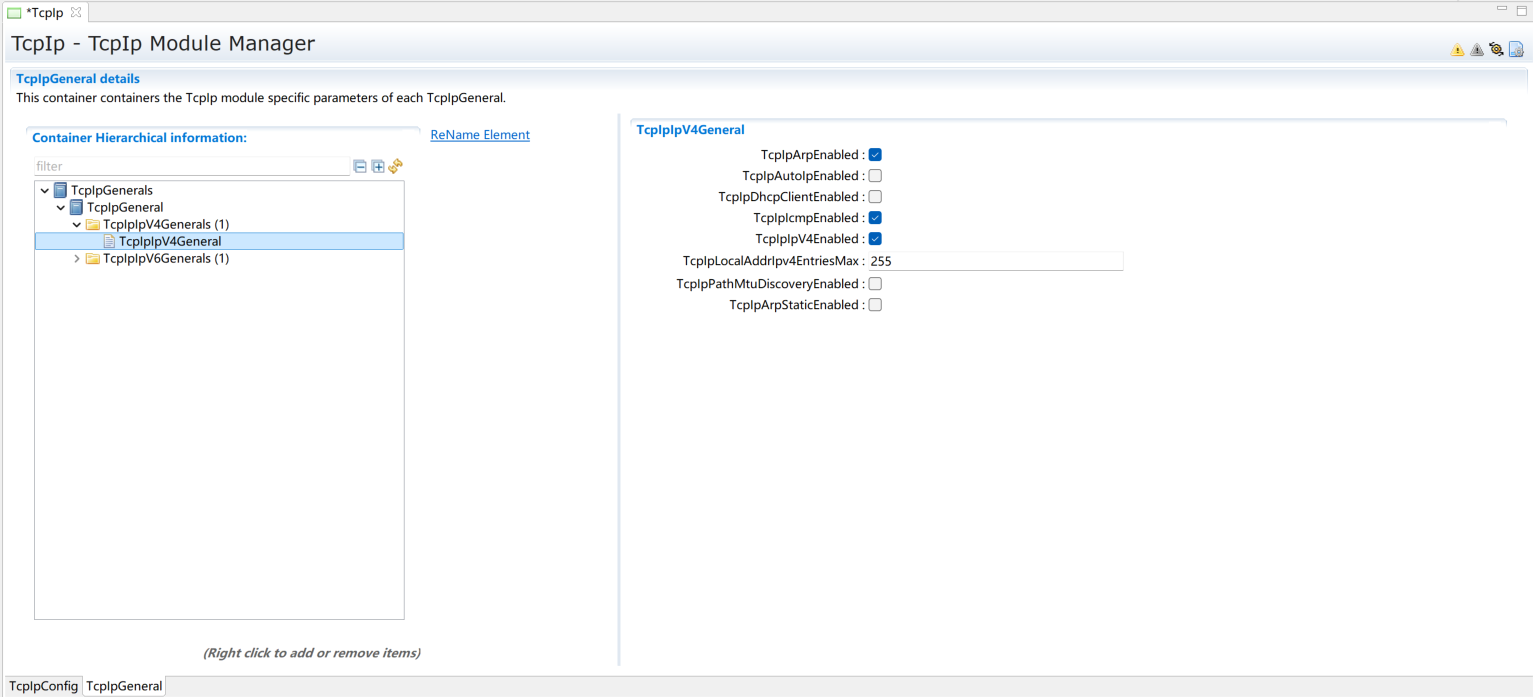 *TcpIp
TcpIp - TcpIp Module Manager
TcpIpGeneral details
This container containers the TcpIp module specific parameters of each TcpIpGeneral.
Container Hierarchical information:
ReName Element
filter
TcpIpGenerals
TcpIpGeneral
TcpIpIpV4Generals (1)
TcpIpIpV4General
TcpIpIpV6Generals (1)
(Right click to add or remove items)
TcpIpIpV4General
TcpIpArpEnabled :
TcpIpAutoIpEnabled :
TcpIpDhcpClientEnabled :
TcpIpIcmpEnabled :
TcpIpIpV4Enabled :
TcpIpLocalAddrIpv4EntriesMax : 255
TcpIpPathMtuDiscoveryEnabled :
TcpIpArpStaticEnabled :
TcpIpConfig TcpIpGeneral